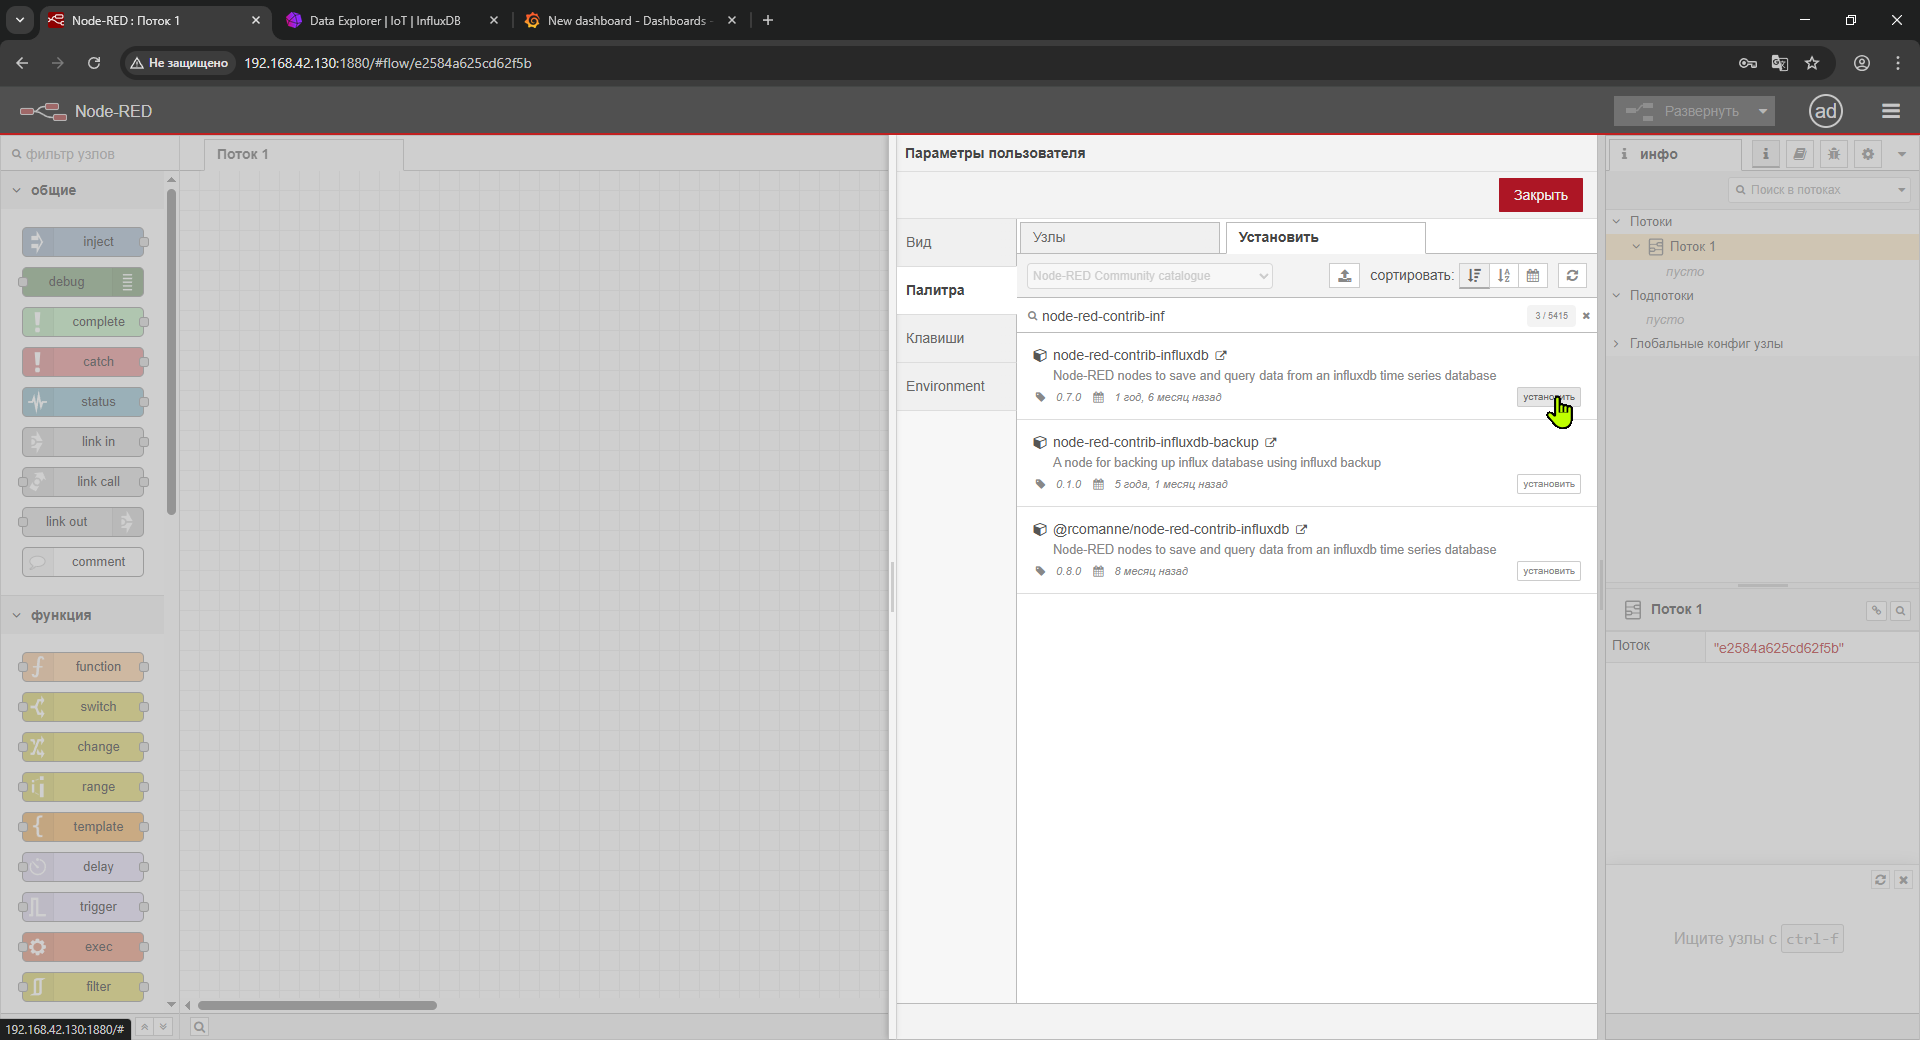 Node-RED : Поток 1
Data Explorer | IoT | InfluxDB
New dashboard - Dashboards -
Не защищено
192.168.42.130:1880/#flow/e2584a625cd62f5b
Node-RED
Развернуть
ad
фильтр узлов
Поток 1
общие
inject
debug
complete
catch
status
link in
link call
link out
comment
функция
function
switch
change
range
template
delay
trigger
exec
filter
192.168.42.130:1880/#
Параметры пользователя
Закрыть
Вид
Палитра
Клавиши
Environment
Узлы
Установить
Node-RED Community catalogue
сортировать:
node-red-contrib-inf
3 / 5415
node-red-contrib-influxdb
Node-RED nodes to save and query data from an influxdb time series database
0.7.0 1 год, 6 месяц назад
установить
node-red-contrib-influxdb-backup
A node for backing up influx database using influxd backup
0.1.0 5 года, 1 месяц назад
установить
@rcomanne/node-red-contrib-influxdb
Node-RED nodes to save and query data from an influxdb time series database
0.8.0 8 месяц назад
установить
инфо
Поиск в потоках
Потоки
Поток 1
пусто
Подпотоки
пусто
Глобальные конфиг узлы
Поток 1
Поток "e2584a625cd62f5b"
Ищите узлы с ctrl-f